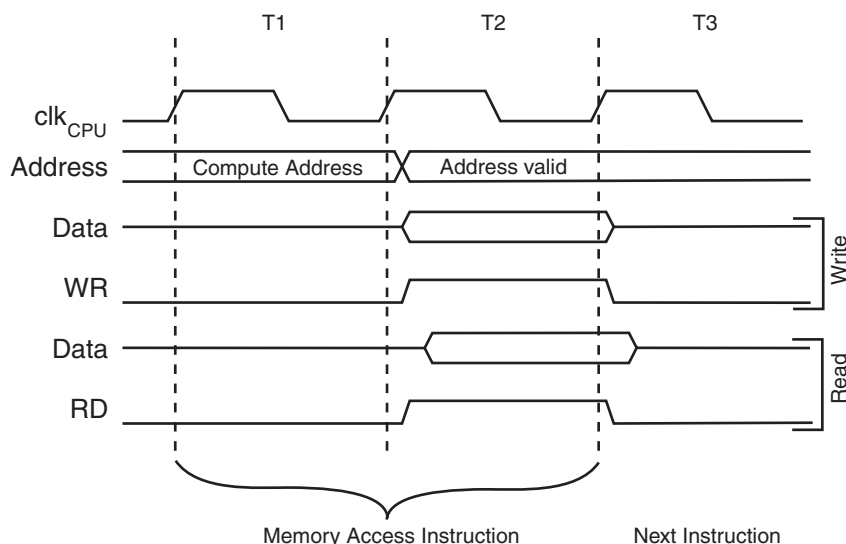 T1 T2 T3
clkCPU
Address Compute Address Address valid
Data
WR
Write
Data
RD
Read
Memory Access Instruction Next Instruction